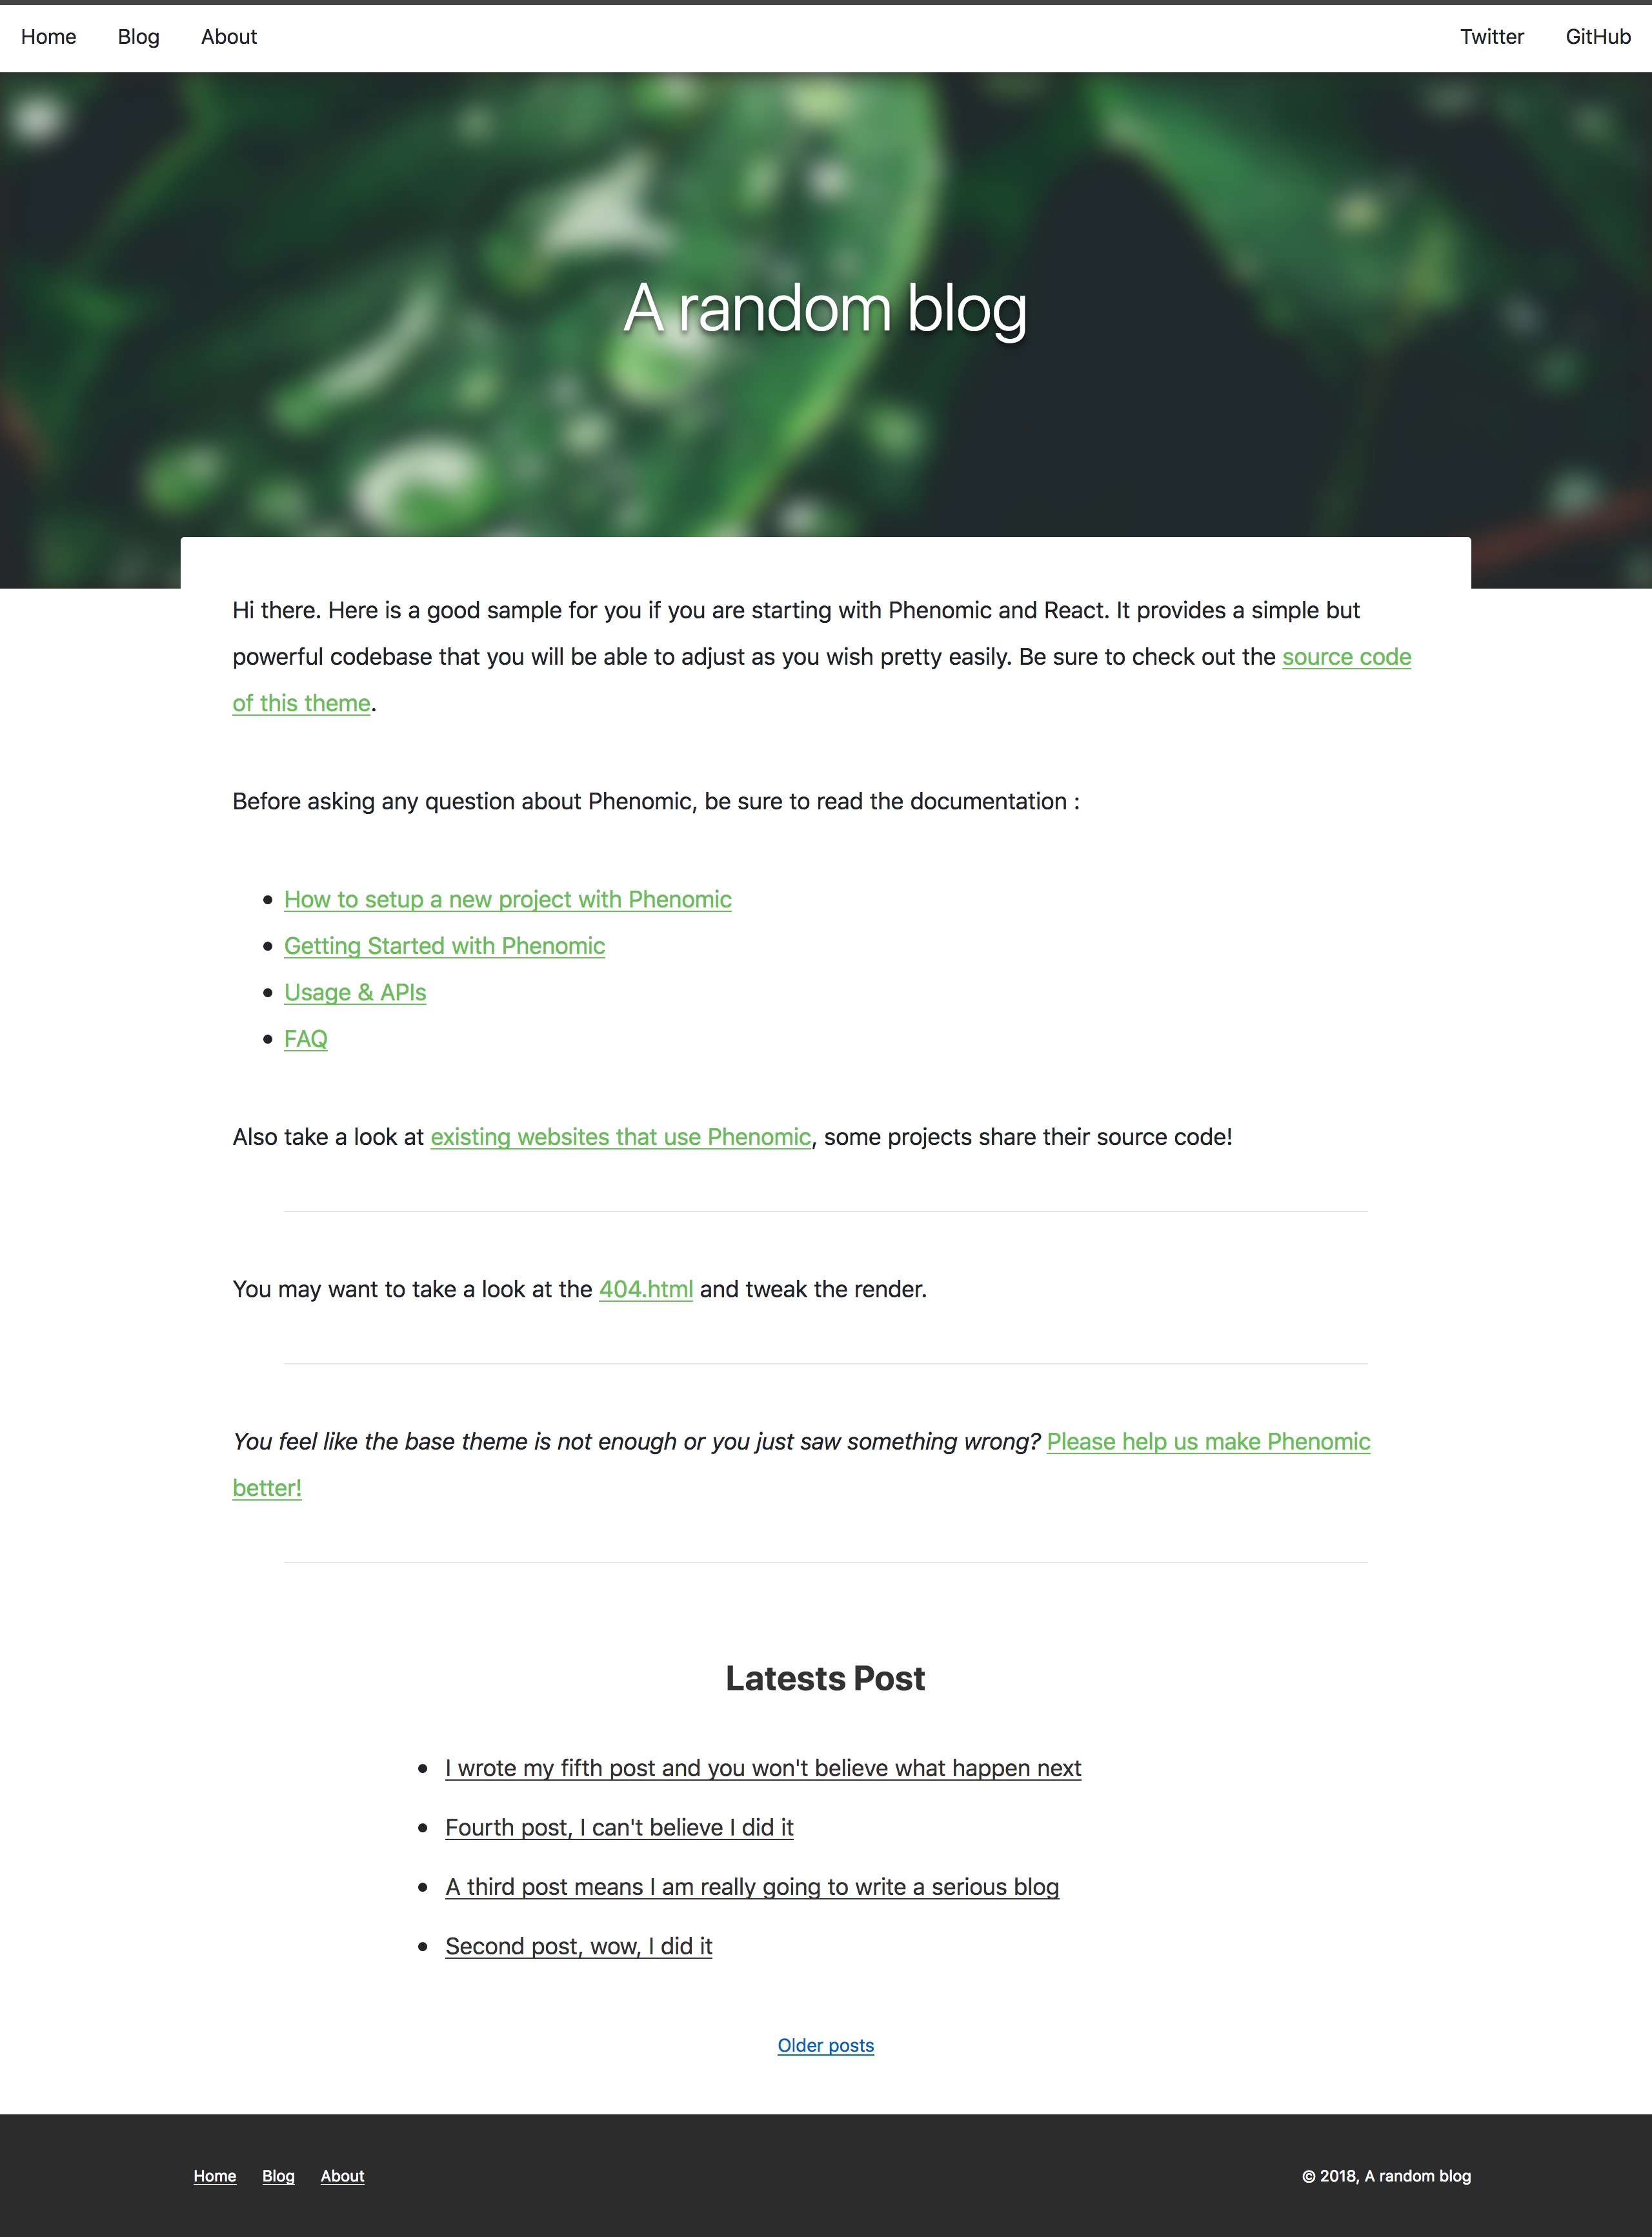 Home Blog About Twitter GitHub
A random blog
Hi there. Here is a good sample for you if you are starting with Phenomic and React. It provides a simple but
powerful codebase that you will be able to adjust as you wish pretty easily. Be sure to check out the source code
of this theme.
Before asking any question about Phenomic, be sure to read the documentation :
• How to setup a new project with Phenomic
• Getting Started with Phenomic
• Usage & APIs
• FAQ
Also take a look at existing websites that use Phenomic, some projects share their source code!
You may want to take a look at the 404.html and tweak the render.
You feel like the base theme is not enough or you just saw something wrong? Please help us make Phenomic
better!
Latests Post
• I wrote my fifth post and you won't believe what happen next
• Fourth post, I can't believe I did it
• A third post means I am really going to write a serious blog
• Second post, wow, I did it
Older posts
Home Blog About © 2018, A random blog